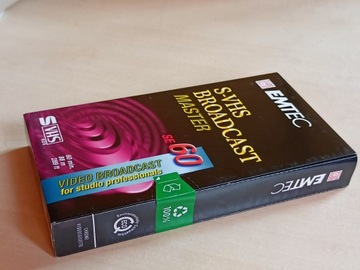 EMTEC
S-VHS
BROADCAST
MASTER
SE-60
VIDEO BROADCAST
for studio professionals
S VHS
EMTEC
100%